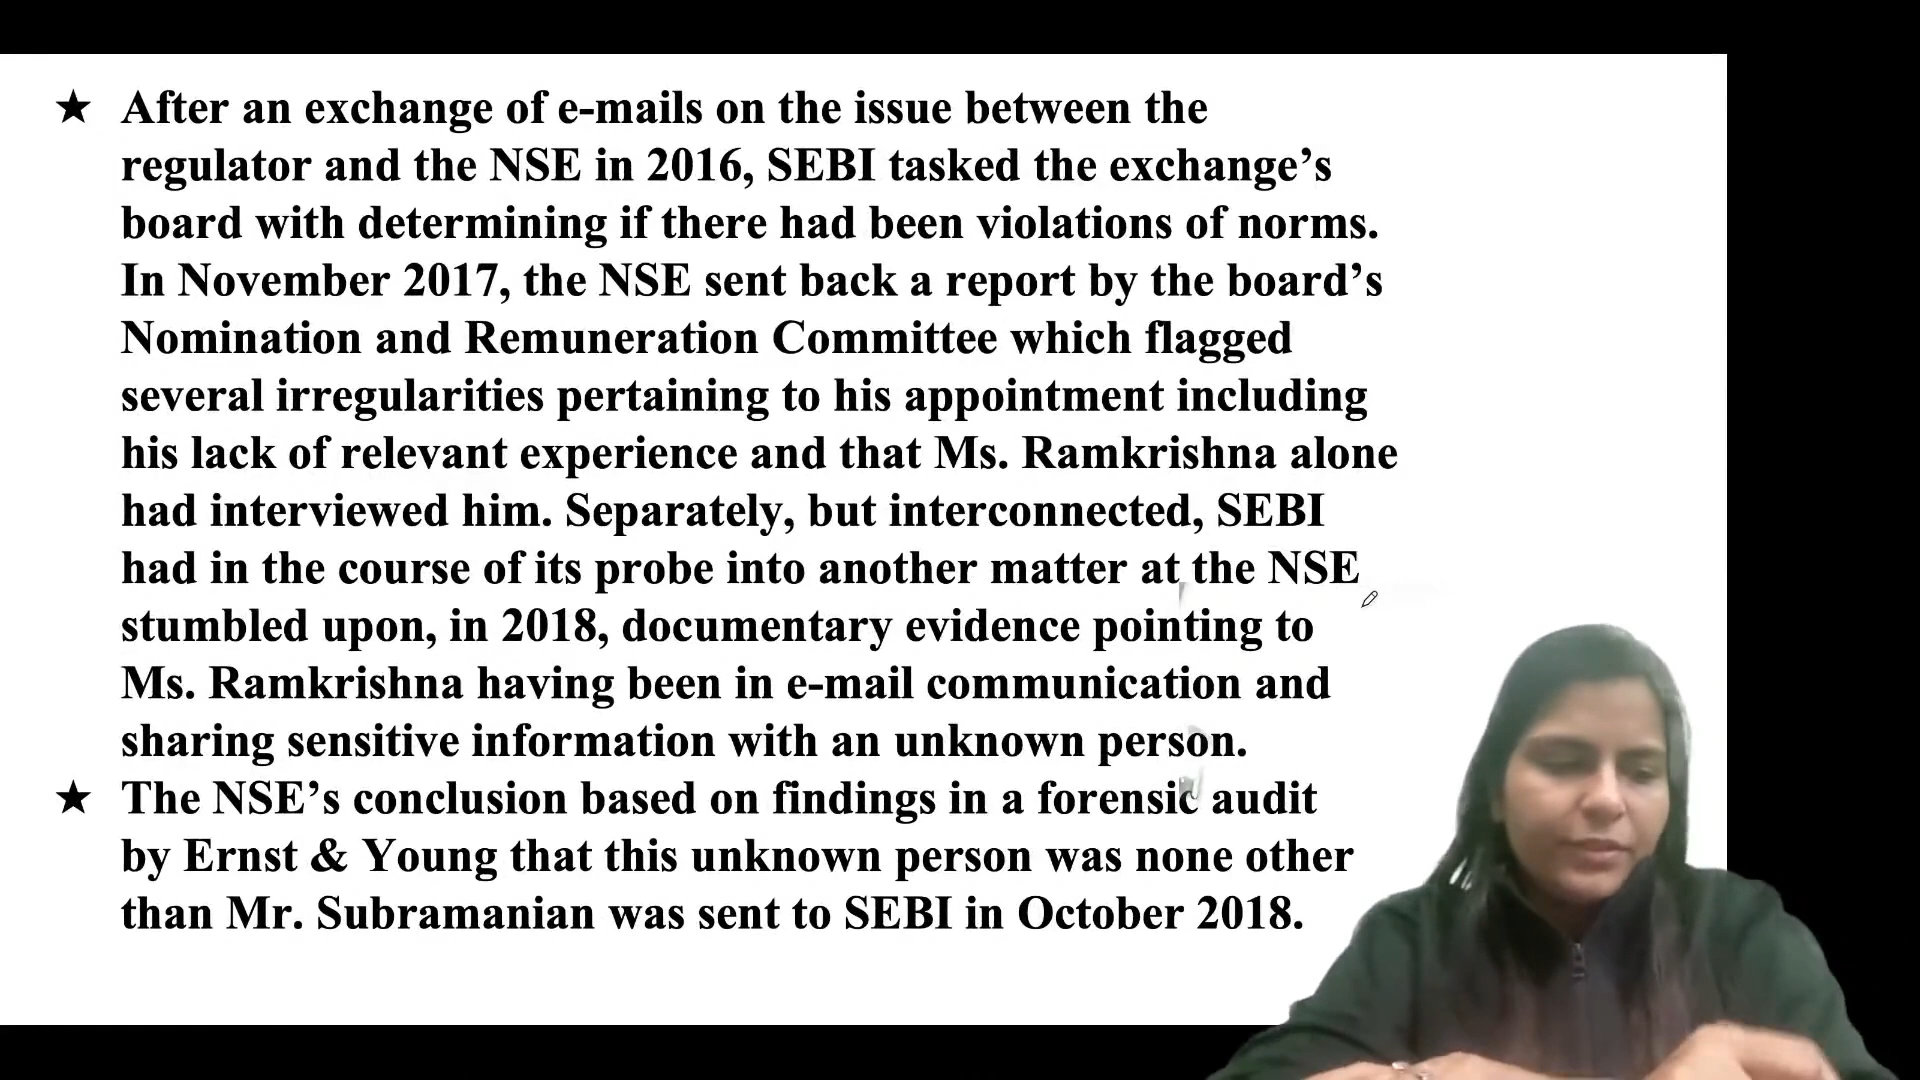 ★ After an exchange of e-mails on the issue between the
regulator and the NSE in 2016, SEBI tasked the exchange’s
board with determining if there had been violations of norms.
In November 2017, the NSE sent back a report by the board’s
Nomination and Remuneration Committee which flagged
several irregularities pertaining to his appointment including
his lack of relevant experience and that Ms. Ramkrishna alone
had interviewed him. Separately, but interconnected, SEBI
had in the course of its probe into another matter at the NSE
stumbled upon, in 2018, documentary evidence pointing to
Ms. Ramkrishna having been in e-mail communication and
sharing sensitive information with an unknown person.
★ The NSE’s conclusion based on findings in a forensic audit
by Ernst & Young that this unknown person was none other
than Mr. Subramanian was sent to SEBI in October 2018.